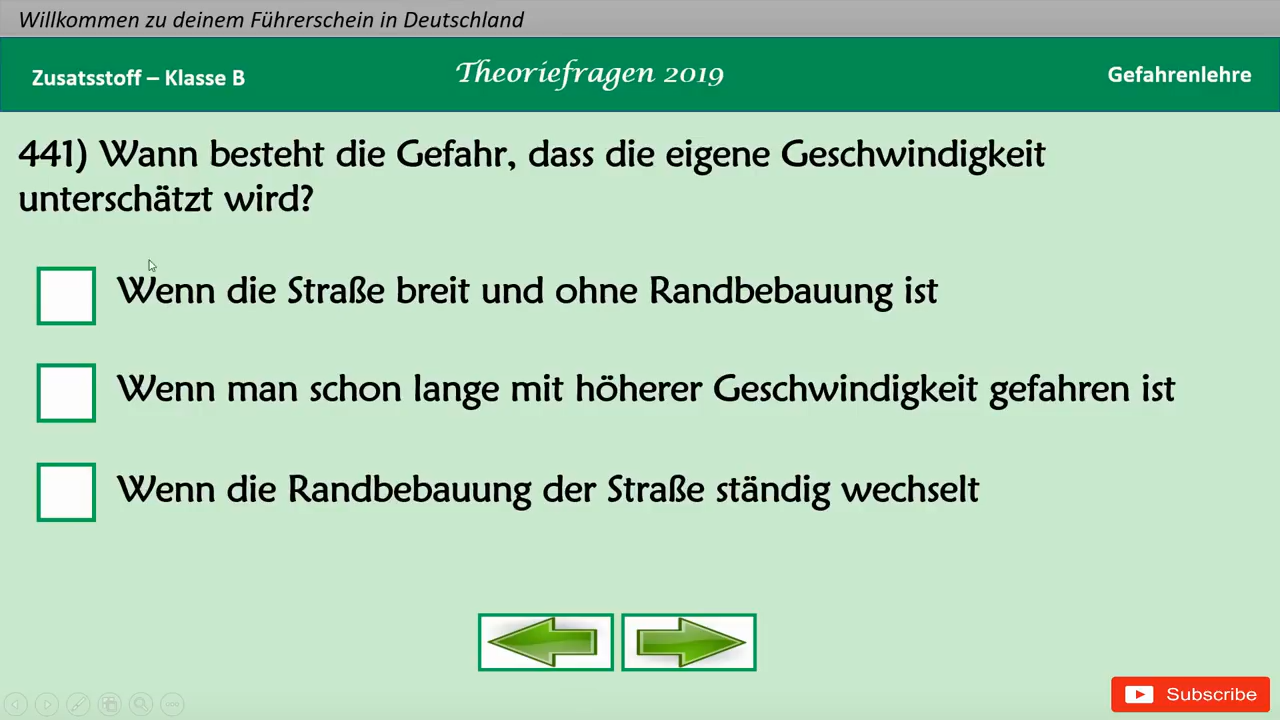 Willkommen zu deinem Führerschein in Deutschland
Zusatsstoff – Klasse B
Theoriefragen 2019
Gefahrenlehre
441) Wann besteht die Gefahr, dass die eigene Geschwindigkeit
unterschätzt wird?
Wenn die Straße breit und ohne Randbebauung ist
Wenn man schon lange mit höherer Geschwindigkeit gefahren ist
Wenn die Randbebauung der Straße ständig wechselt
Subscribe